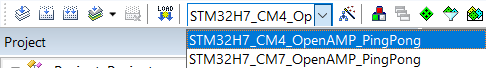 LOAD
STM32H7_CM4_Op
Project
STM32H7_CM4_OpenAMP_PingPong
STM32H7_CM7_OpenAMP_PingPong